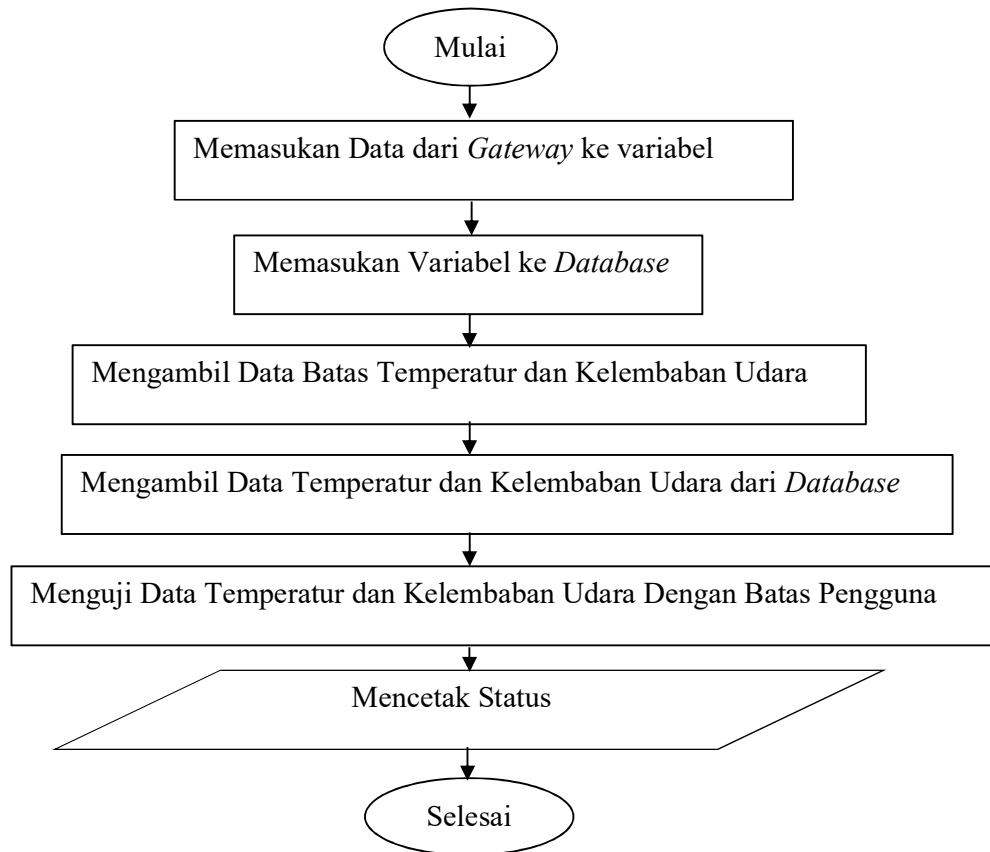 Mulai
Memasukan Data dari Gateway ke variabel
Memasukan Variabel ke Database
Mengambil Data Batas Temperatur dan Kelembaban Udara
Mengambil Data Temperatur dan Kelembaban Udara dari Database
Menguji Data Temperatur dan Kelembaban Udara Dengan Batas Pengguna
Mencetak Status
Selesai